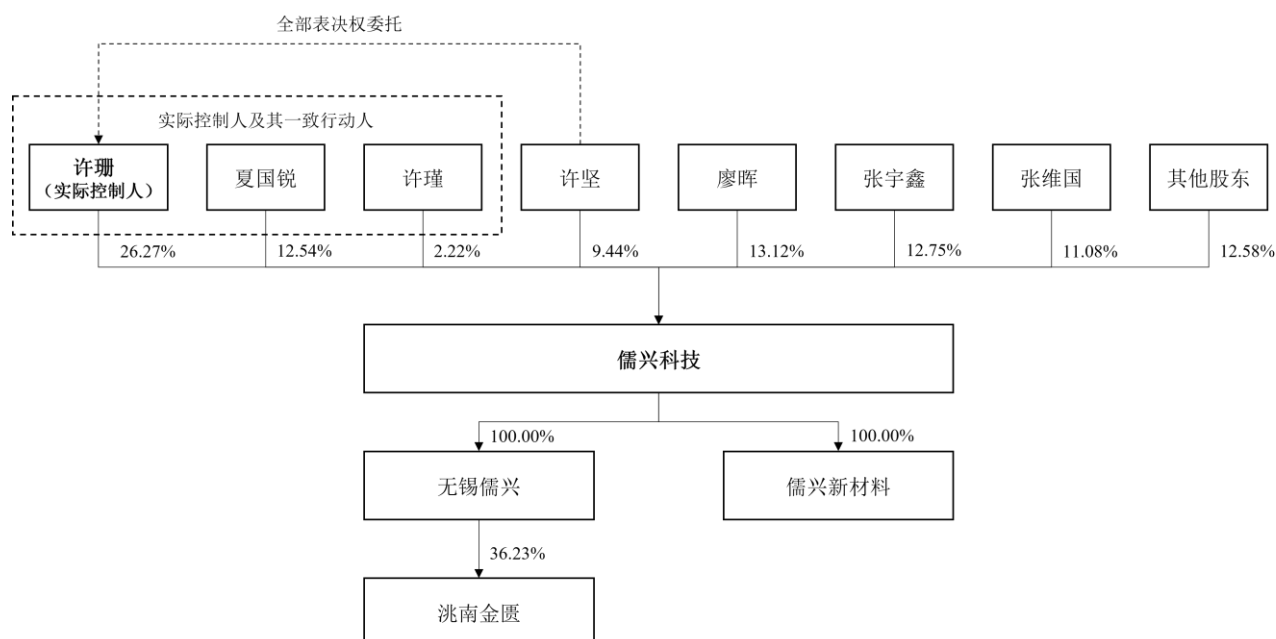 全部表决权委托
实际控制人及其一致行动人
许珊
（实际控制人）
夏国锐
许瑾
许坚
廖晖
张宇鑫
张维国
其他股东
26.27%
12.54%
2.22%
9.44%
13.12%
12.75%
11.08%
12.58%
儒兴科技
100.00%
100.00%
无锡儒兴
儒兴新材料
36.23%
洮南金匮